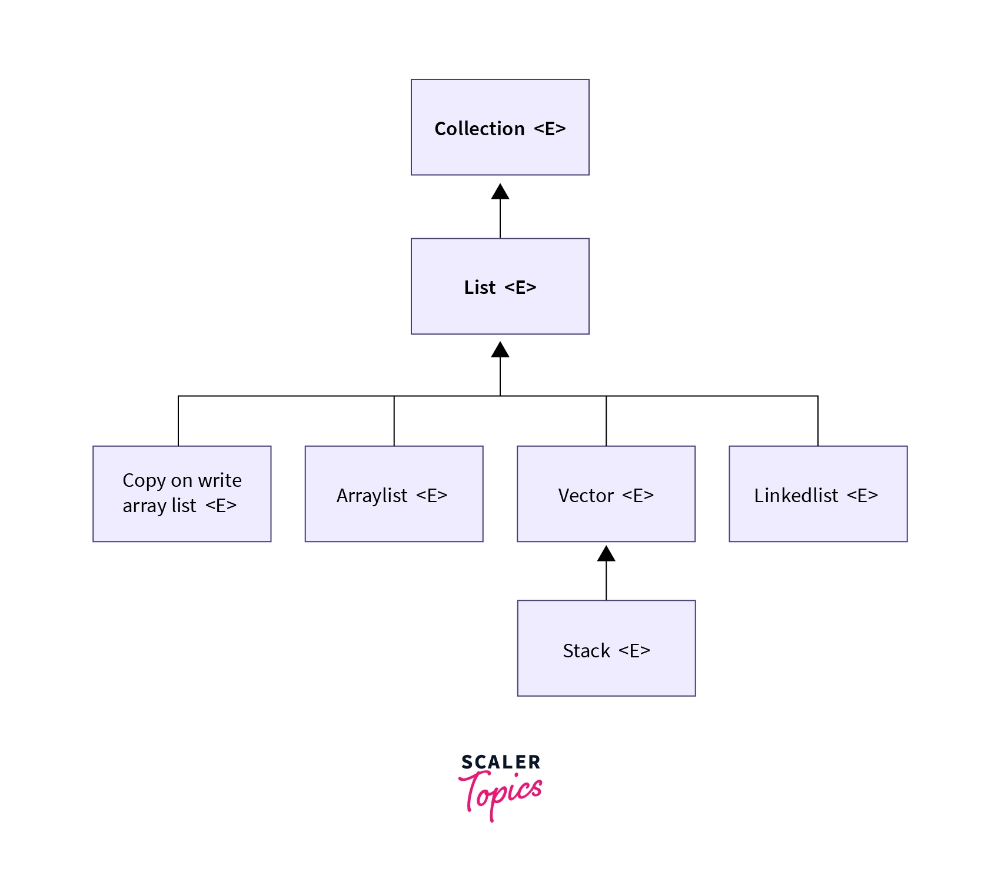 Collection <E>
List <E>
Copy on write
array list <E>
Arraylist <E>
Vector <E>
Linkedlist <E>
Stack <E>
SCALER
Topics